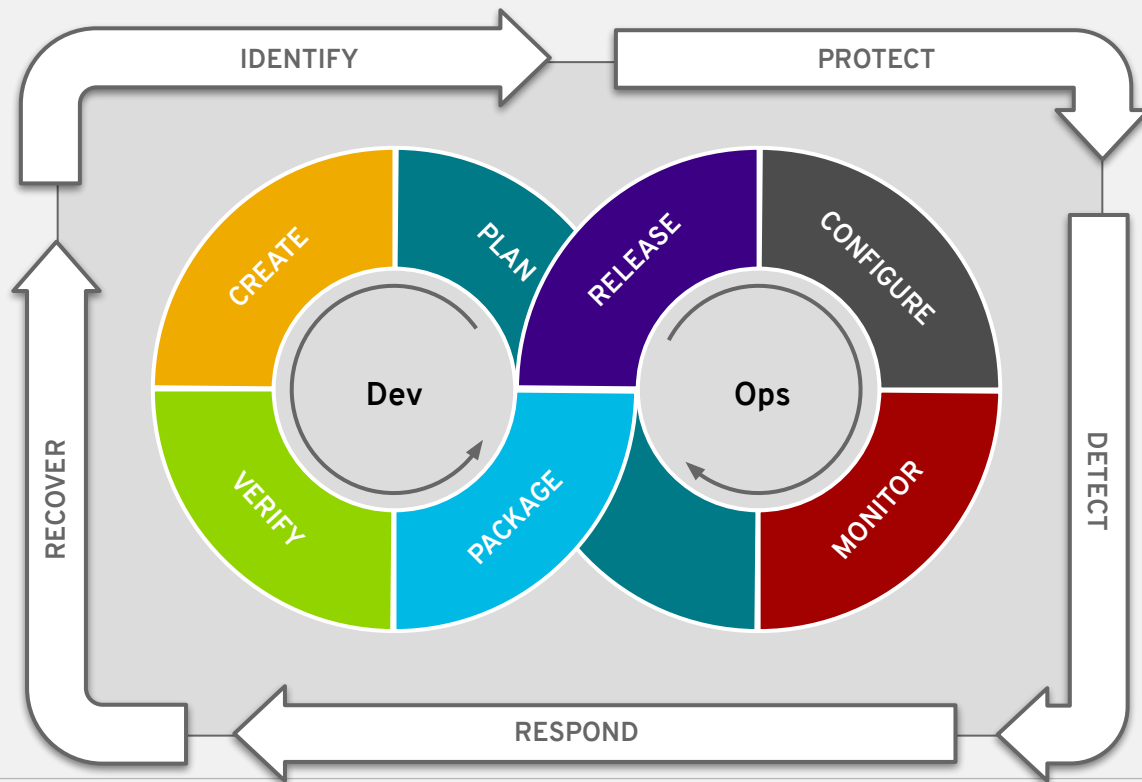 IDENTIFY
PROTECT
CREATE
PLAN
RELEASE
CONFIGURE
Dev
Ops
RECOVER
VERIFY
PACKAGE
MONITOR
DETECT
RESPOND